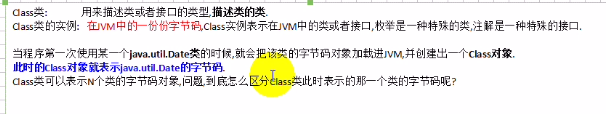 Class类: 用来描述类或者接口的类型,描述类的类.
Class类的实例: 在JVM中的一份份字节码,Class实例表示在JVM中的类或者接口,枚举是一种特殊的类,注解是一种特殊的接口.
当程序第一次使用某一个java.util.Date类的时候,就会把该类的字节码对象加载进JVM,并创建出一个Class对象.
此时的Class对象就表示java.util.Date的字节码.
Class类可以表示N个类的字节码对象,问题,到底怎么区分Class类此时表示的那一个类的字节码呢?